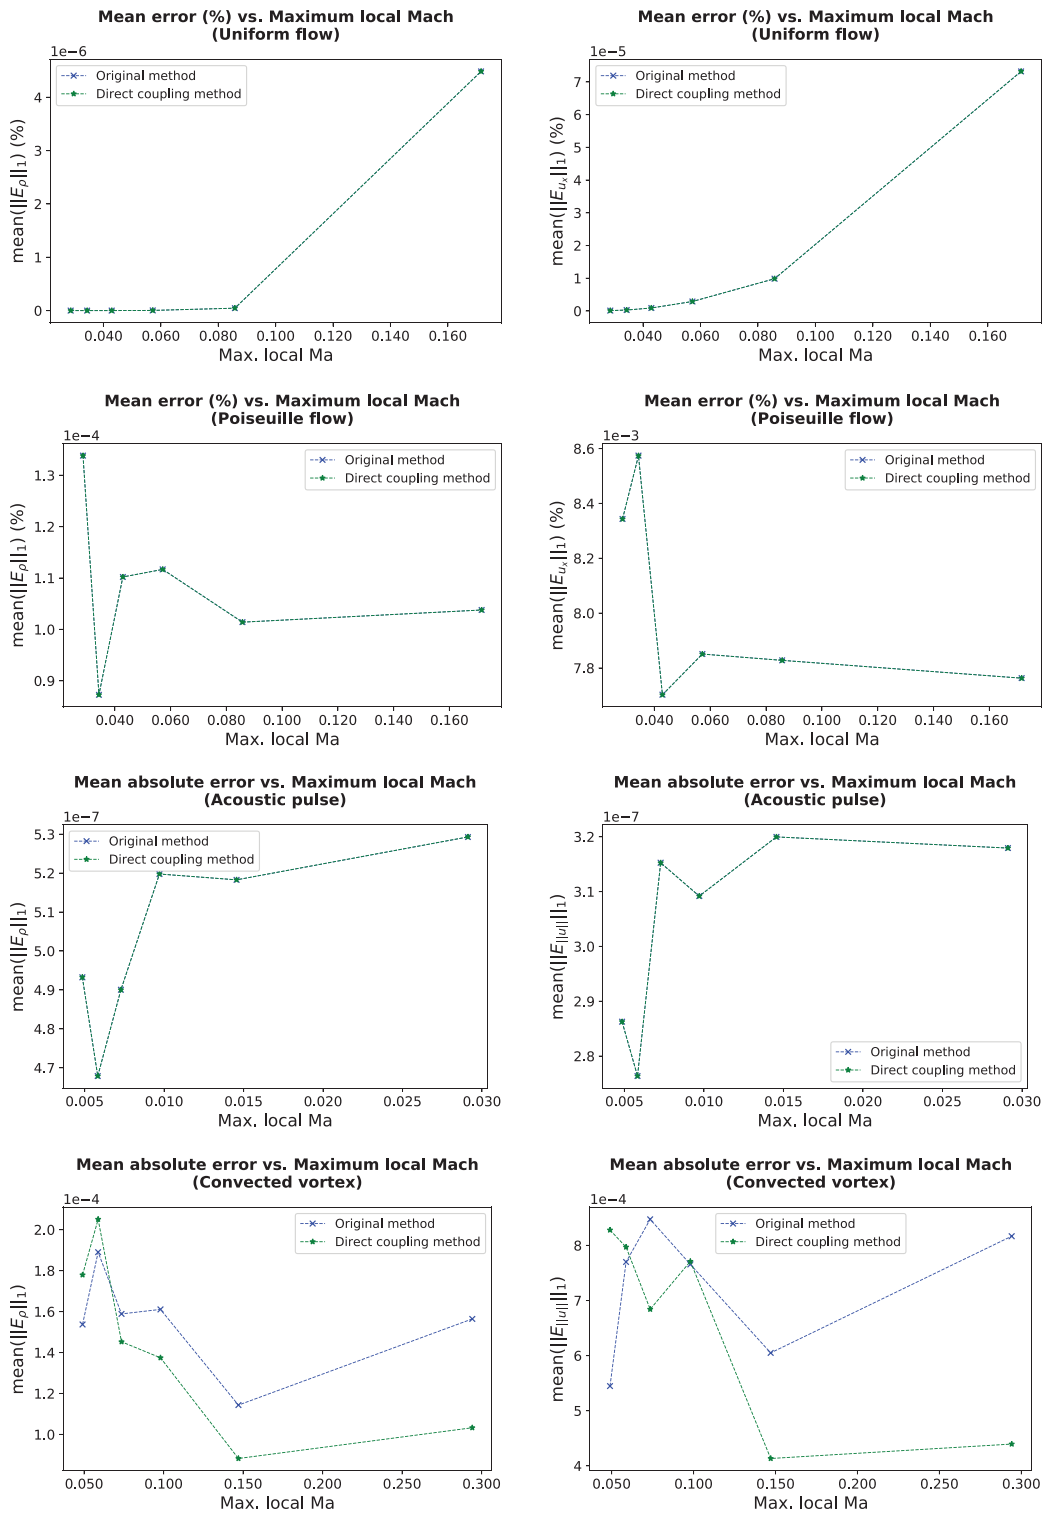 Mean error (%) vs. Maximum local Mach
(Uniform flow)
1e−6
Original method
Direct coupling method
4
3
2
1
0
mean(||E_ρ||_1) (%)
0.040 0.060 0.080 0.100 0.120 0.140 0.160
Max. local Ma
Mean error (%) vs. Maximum local Mach
(Uniform flow)
1e−5
Original method
Direct coupling method
7
6
5
4
3
2
1
0
mean(||E_{u_x}||_1) (%)
0.040 0.060 0.080 0.100 0.120 0.140 0.160
Max. local Ma
Mean error (%) vs. Maximum local Mach
(Poiseuille flow)
1e−4
Original method
Direct coupling method
1.3
1.2
1.1
1.0
0.9
mean(||E_ρ||_1) (%)
0.040 0.060 0.080 0.100 0.120 0.140 0.160
Max. local Ma
Mean error (%) vs. Maximum local Mach
(Poiseuille flow)
1e−3
Original method
Direct coupling method
8.6
8.4
8.2
8.0
7.8
mean(||E_{u_x}||_1) (%)
0.040 0.060 0.080 0.100 0.120 0.140 0.160
Max. local Ma
Mean absolute error vs. Maximum local Mach
(Acoustic pulse)
1e−7
Original method
Direct coupling method
5.3
5.2
5.1
5.0
4.9
4.8
4.7
mean(||E_ρ||_1)
0.005 0.010 0.015 0.020 0.025 0.030
Max. local Ma
Mean absolute error vs. Maximum local Mach
(Acoustic pulse)
1e−7
3.2
3.1
3.0
2.9
2.8
mean(||E_{||u||}||_1)
Original method
Direct coupling method
0.005 0.010 0.015 0.020 0.025 0.030
Max. local Ma
Mean absolute error vs. Maximum local Mach
(Convected vortex)
1e−4
Original method
Direct coupling method
2.0
1.8
1.6
1.4
1.2
1.0
mean(||E_ρ||_1)
0.050 0.100 0.150 0.200 0.250 0.300
Max. local Ma
Mean absolute error vs. Maximum local Mach
(Convected vortex)
1e−4
Original method
Direct coupling method
8
7
6
5
4
mean(||E_{||u||}||_1)
0.050 0.100 0.150 0.200 0.250 0.300
Max. local Ma